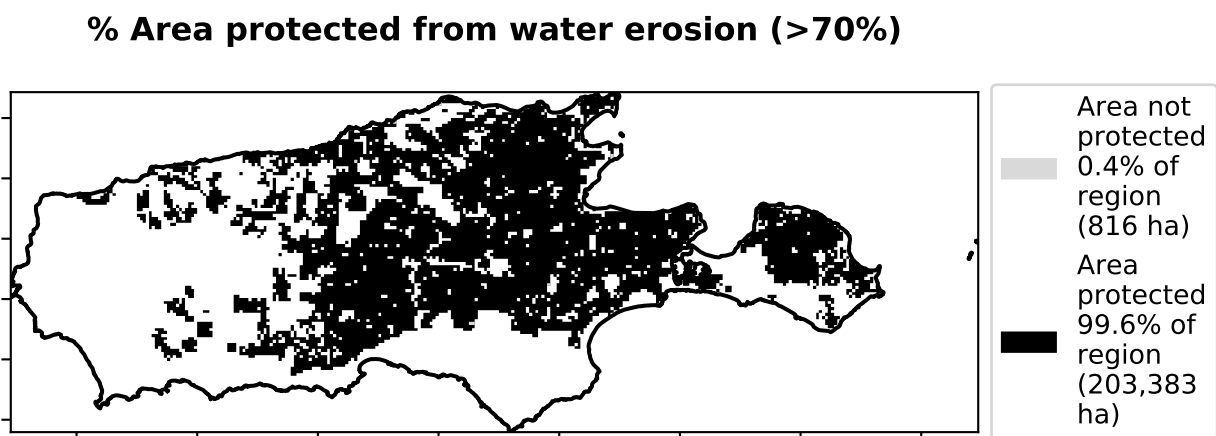 % Area protected from water erosion (>70%)
Area not
protected
0.4% of
region
(816 ha)
Area
protected
99.6% of
region
(203,383
ha)